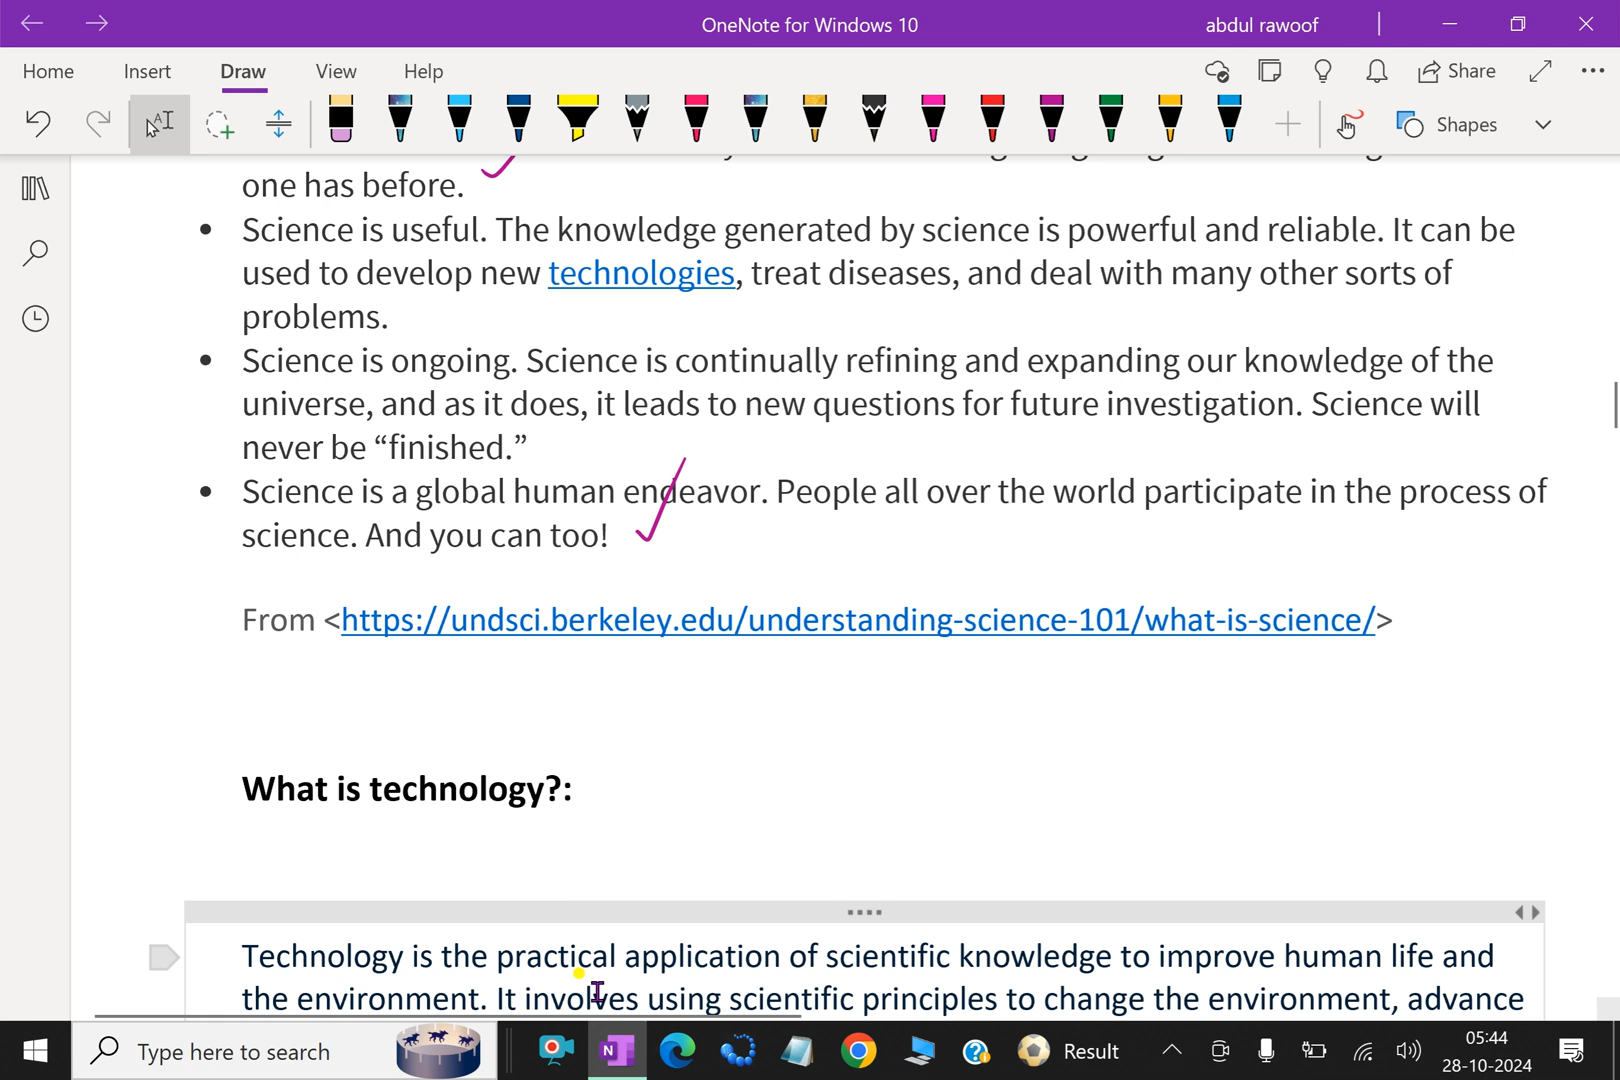 OneNote for Windows 10
abdul rawoof
Home
Insert
Draw
View
Help
Share
Shapes
one has before.
• Science is useful. The knowledge generated by science is powerful and reliable. It can be
used to develop new technologies, treat diseases, and deal with many other sorts of
problems.
• Science is ongoing. Science is continually refining and expanding our knowledge of the
universe, and as it does, it leads to new questions for future investigation. Science will
never be “finished.”
• Science is a global human endeavor. People all over the world participate in the process of
science. And you can too!
From <https://undsci.berkeley.edu/understanding-science-101/what-is-science/>
What is technology?:
Technology is the practical application of scientific knowledge to improve human life and
the environment. It involves using scientific principles to change the environment, advance
Type here to search
Result
05:44
28-10-2024